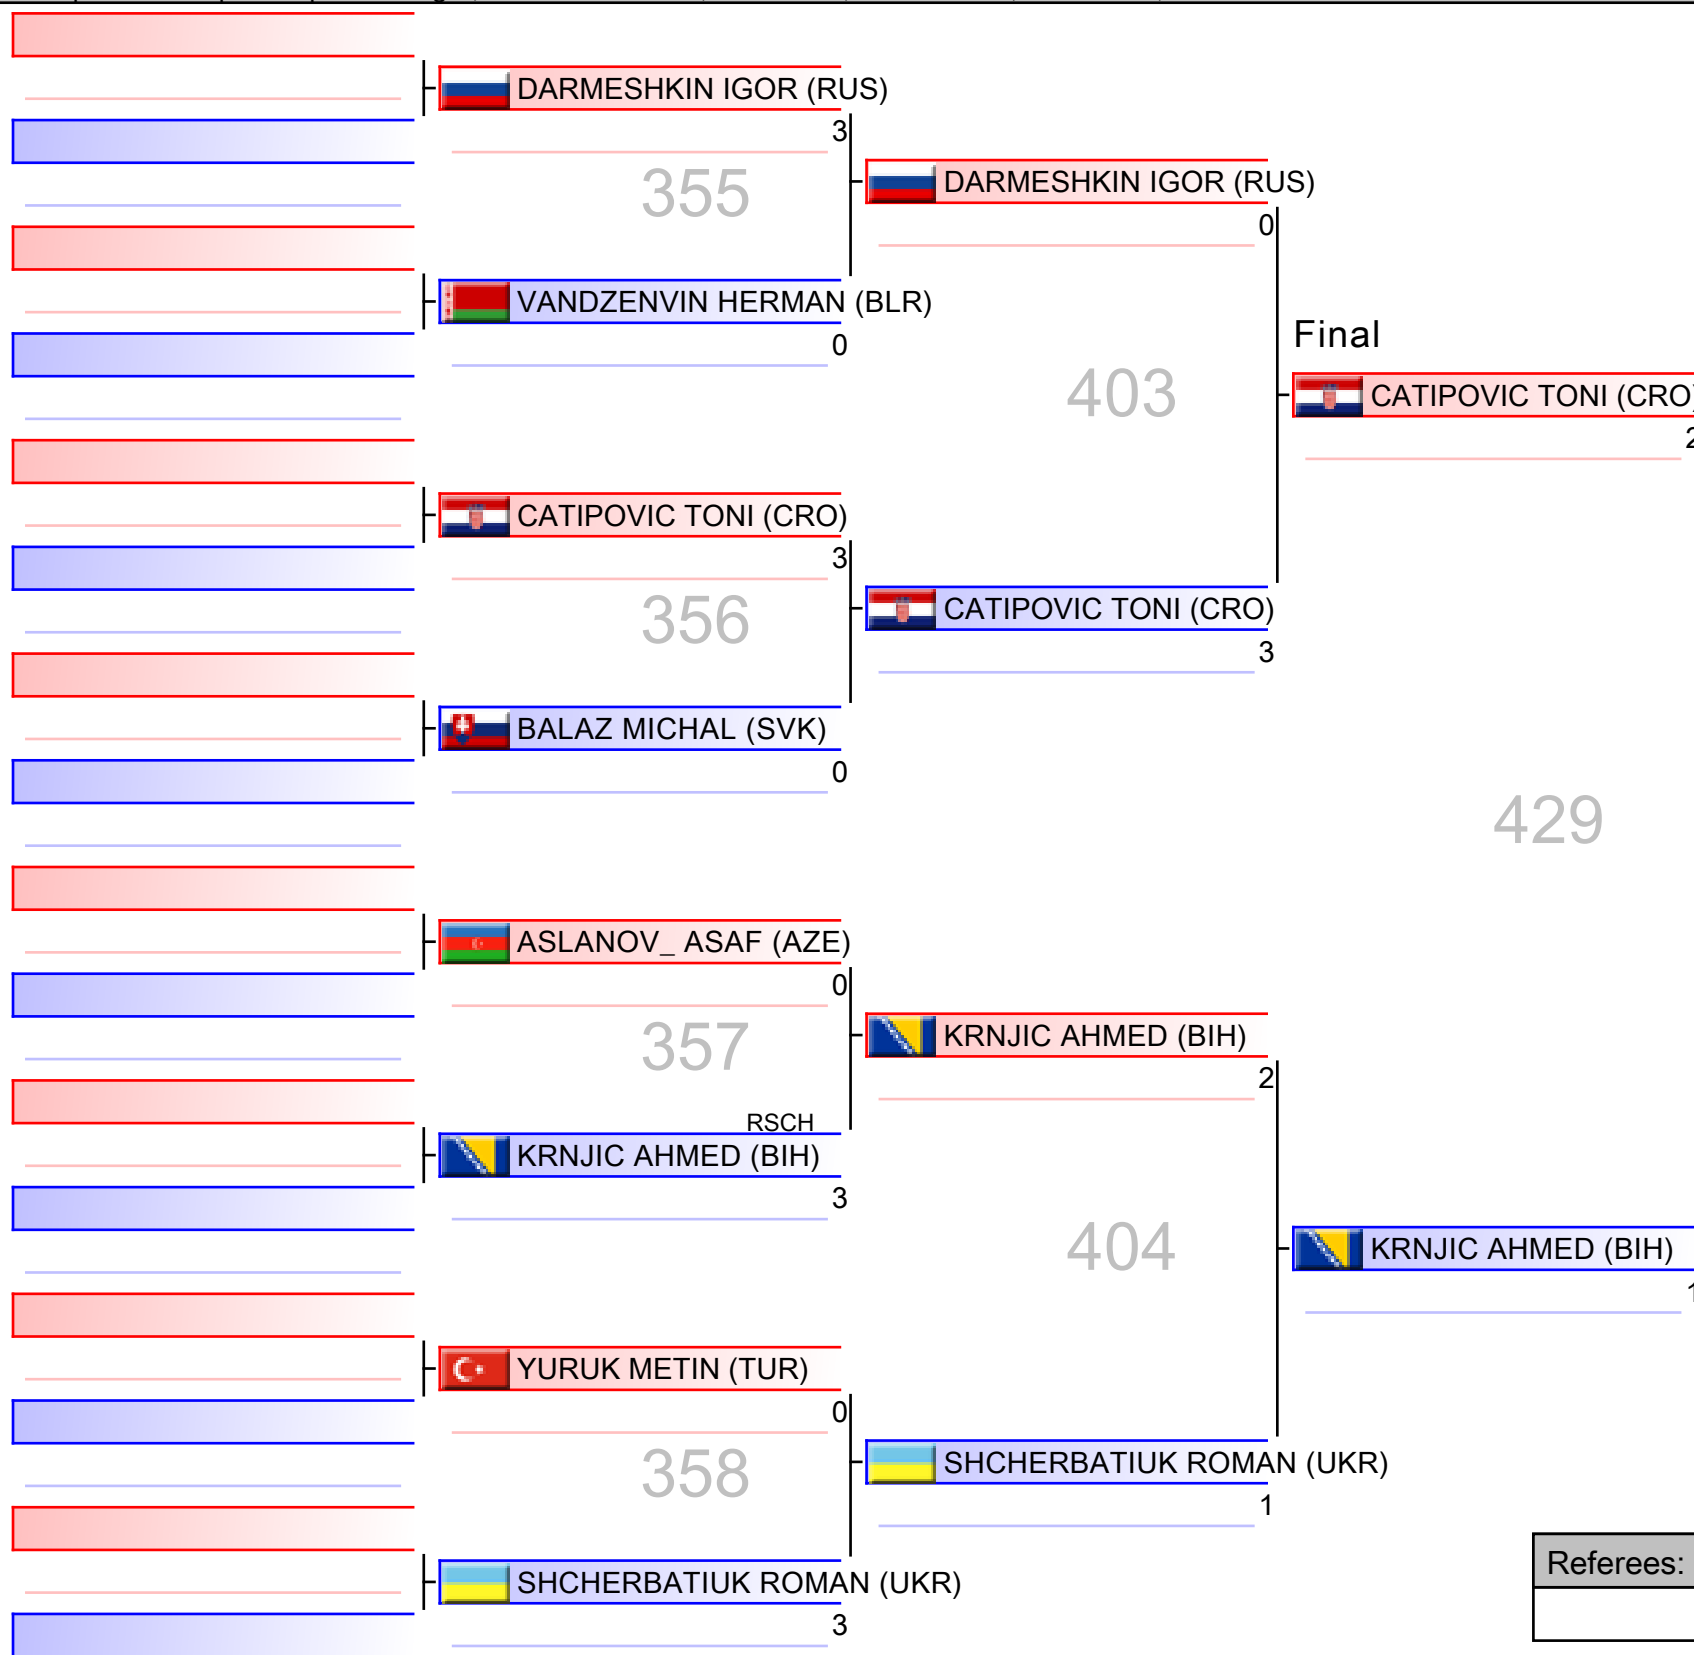 DARMESHKIN IGOR (RUS)
3
355
VANDZENVIN HERMAN (BLR)
0
CATIPOVIC TONI (CRO)
3
356
BALAZ MICHAL (SVK)
0
ASLANOV_ ASAF (AZE)
0
357
RSCH
KRNJIC AHMED (BIH)
3
YURUK METIN (TUR)
0
358
SHCHERBATIUK ROMAN (UKR)
3
DARMESHKIN IGOR (RUS)
0
403
CATIPOVIC TONI (CRO)
3
KRNJIC AHMED (BIH)
2
404
SHCHERBATIUK ROMAN (UKR)
1
Final
CATIPOVIC TONI (CRO)
2
429
KRNJIC AHMED (BIH)
1
Referees: